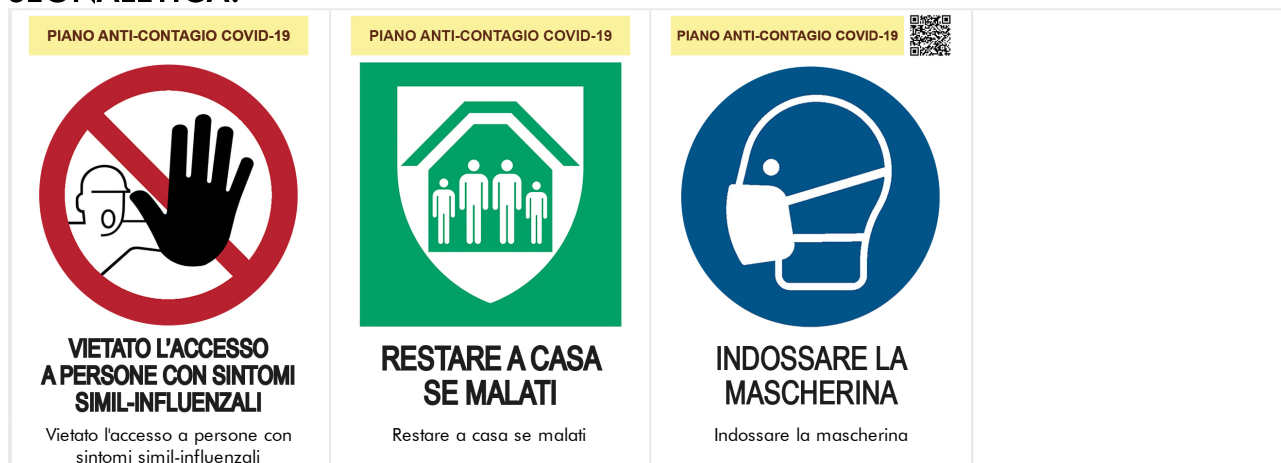 SEGNALETICA:
PIANO ANTI-CONTAGIO COVID-19
VIETATO L'ACCESSO
A PERSONE CON SINTOMI
SIMIL-INFLUENZALI
Vietato l'accesso a persone con
sintomi simil-influenzali
PIANO ANTI-CONTAGIO COVID-19
RESTARE A CASA
SE MALATI
Restare a casa se malati
PIANO ANTI-CONTAGIO COVID-19
INDOSSARE LA
MASCHERINA
Indossare la mascherina